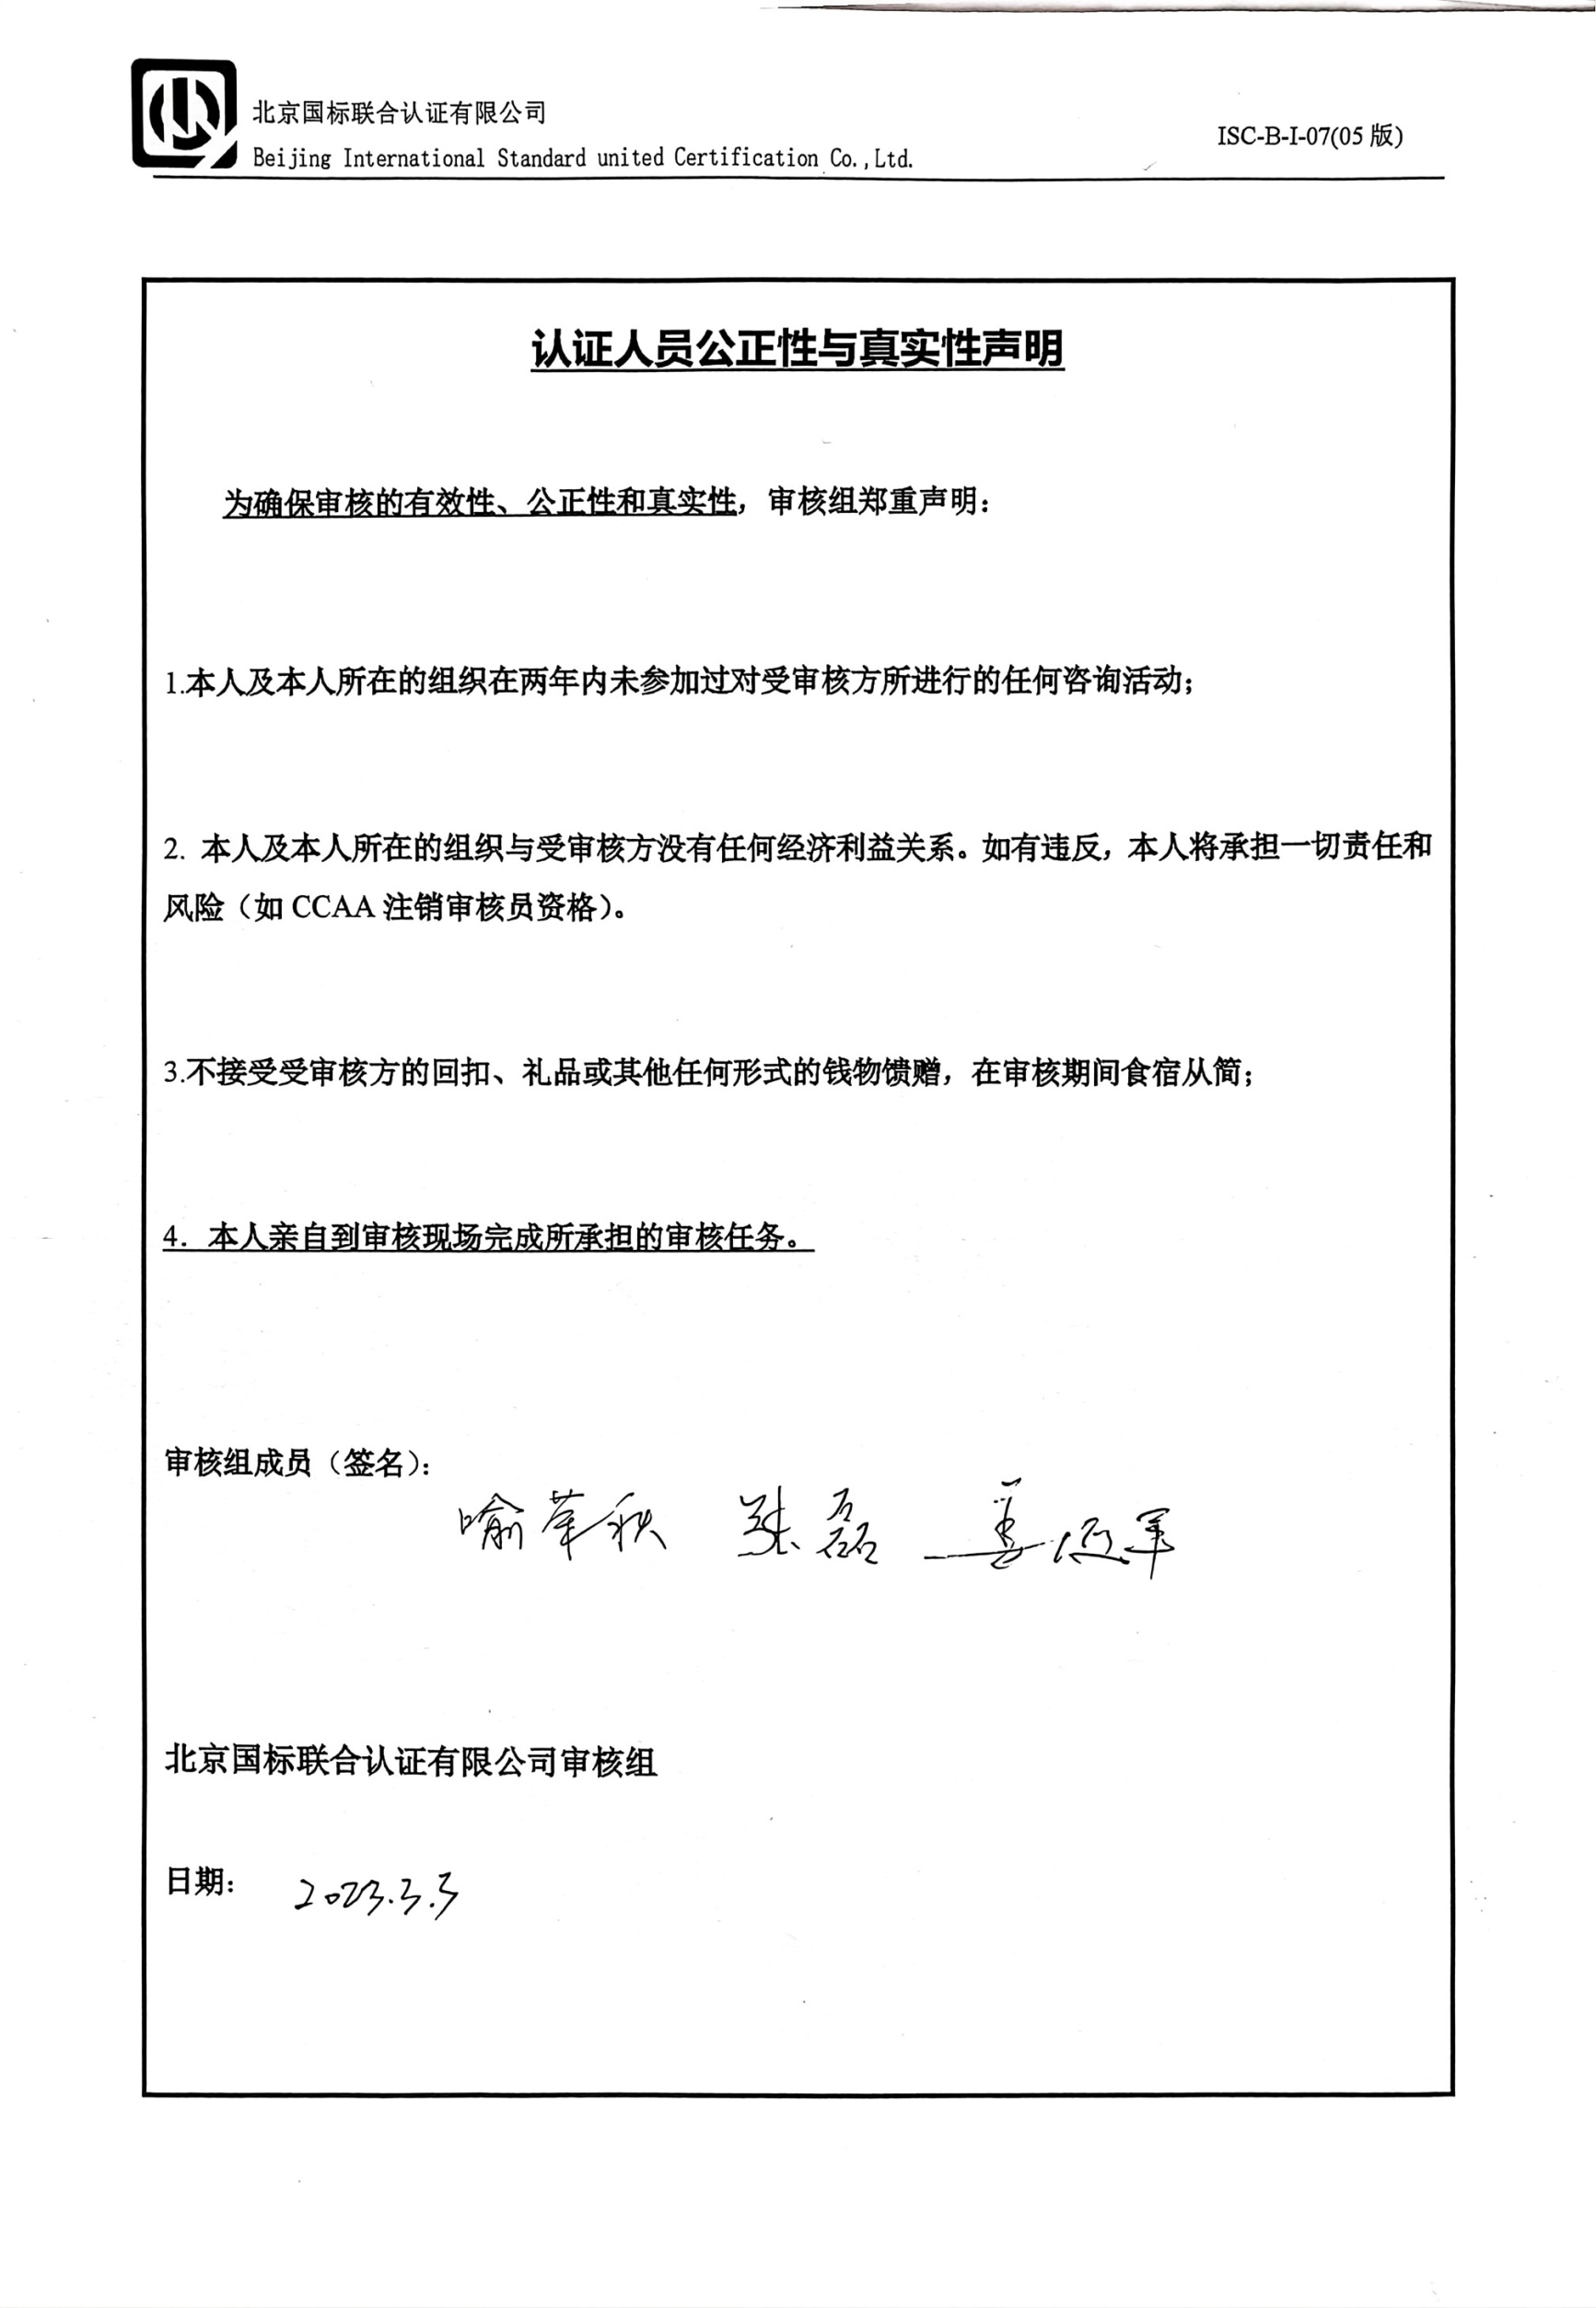 北京国标联合认证有限公司
ISC-B-I-07(05 版)
Beijing International Standard united Certification Co.,Ltd.
认证人员公正性与真实性声明
为确保审核的有效性、公正性和真实性，审核组郑重声明：
1.本人及本人所在的组织在两年内未参加过对受审核方所进行的任何咨询活动；
2. 本人及本人所在的组织与受审核方没有任何经济利益关系。如有违反，本人将承担一切责任和
风险（如 CCAA 注销审核员资格）。
3.不接受受审核方的回扣、礼品或其他任何形式的钱物馈赠，在审核期间食宿从简；
4. 本人亲自到审核现场完成所承担的审核任务。
审核组成员（签名）：
喻荣秋 张磊
北京国标联合认证有限公司审核组
日期： 2023.3.3